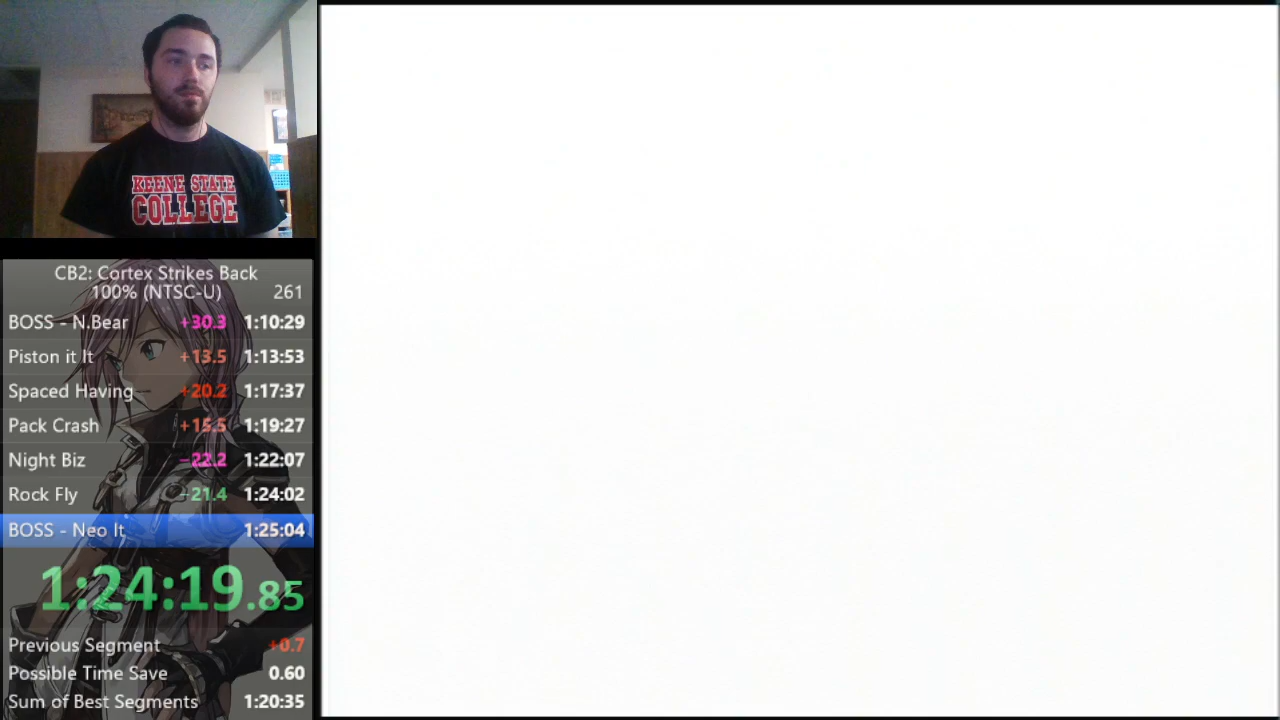 KEENE STATE
COLLEGE
CB2: Cortex Strikes Back
100% (NTSC-U) 261
BOSS - N.Bear +30.3 1:10:29
Piston it It +13.5 1:13:53
Spaced Having +20.2 1:17:37
Pack Crash +15.5 1:19:27
Night Biz -22.2 1:22:07
Rock Fly -21.4 1:24:02
BOSS - Neo It 1:25:04
1:24:19.85
Previous Segment +0.7
Possible Time Save 0.60
Sum of Best Segments 1:20:35